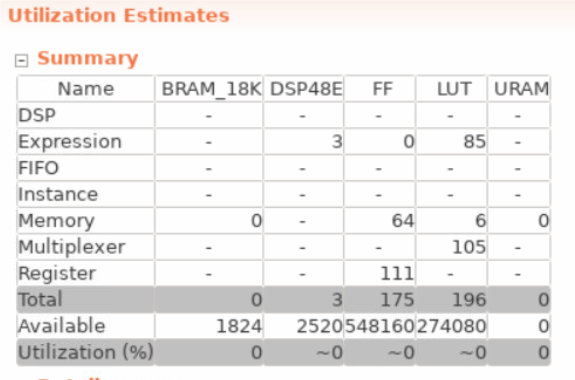 Utilization Estimates
Summary
Name BRAM_18K DSP48E FF LUT URAM
DSP - - - - -
Expression - 3 0 85 -
FIFO - - - - -
Instance - - - - -
Memory 0 - 64 6 0
Multiplexer - - - 105 -
Register - - 111 - -
Total 0 3 175 196 0
Available 1824 2520 548160 274080 0
Utilization (%) 0 ~0 ~0 ~0 0